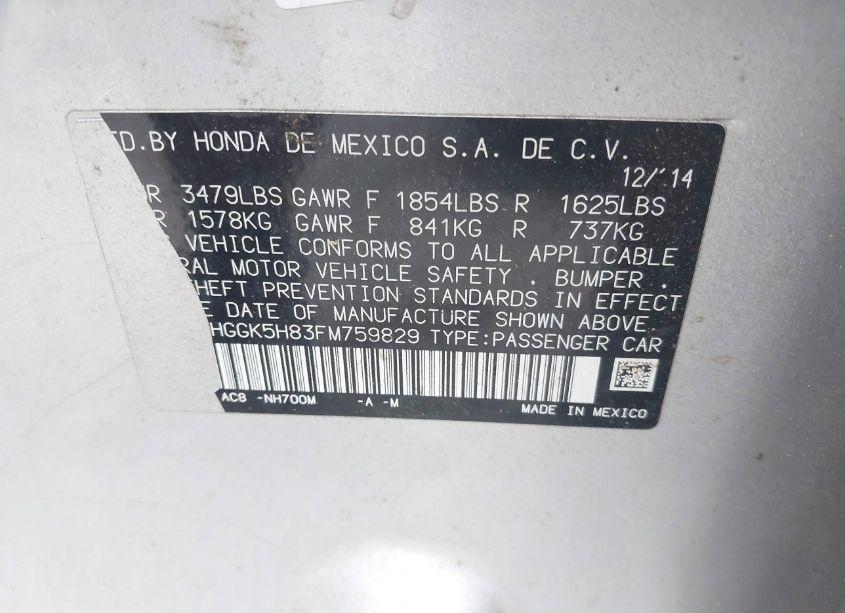 TD.BY HONDA DE MEXICO S.A. DE C.V.
12/'14
R 3479LBS GAWR F 1854LBS R 1625LBS
R 1578KG GAWR F 841KG R 737KG
VEHICLE CONFORMS TO ALL APPLICABLE
RAL MOTOR VEHICLE SAFETY . BUMPER .
HEFT PREVENTION STANDARDS IN EFFECT
E DATE OF MANUFACTURE SHOWN ABOVE.
HGGK5H83FM759829 TYPE:PASSENGER CAR
AC8 -NH700M -A -M
MADE IN MEXICO